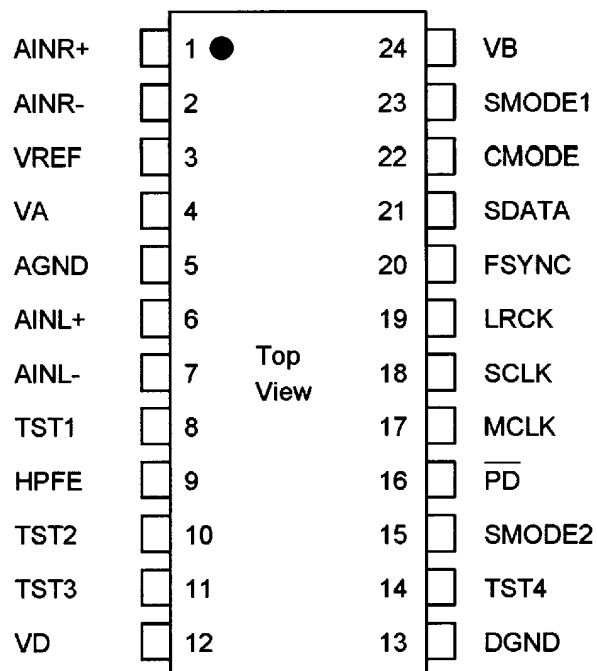 AINR+ 1 24 VB
AINR- 2 23 SMODE1
VREF 3 22 CMODE
VA 4 21 SDATA
AGND 5 20 FSYNC
AINL+ 6 19 LRCK
Top
AINL- 7 18 SCLK
View
TST1 8 17 MCLK
HPFE 9 16 P̅D̅
TST2 10 15 SMODE2
TST3 11 14 TST4
VD 12 13 DGND